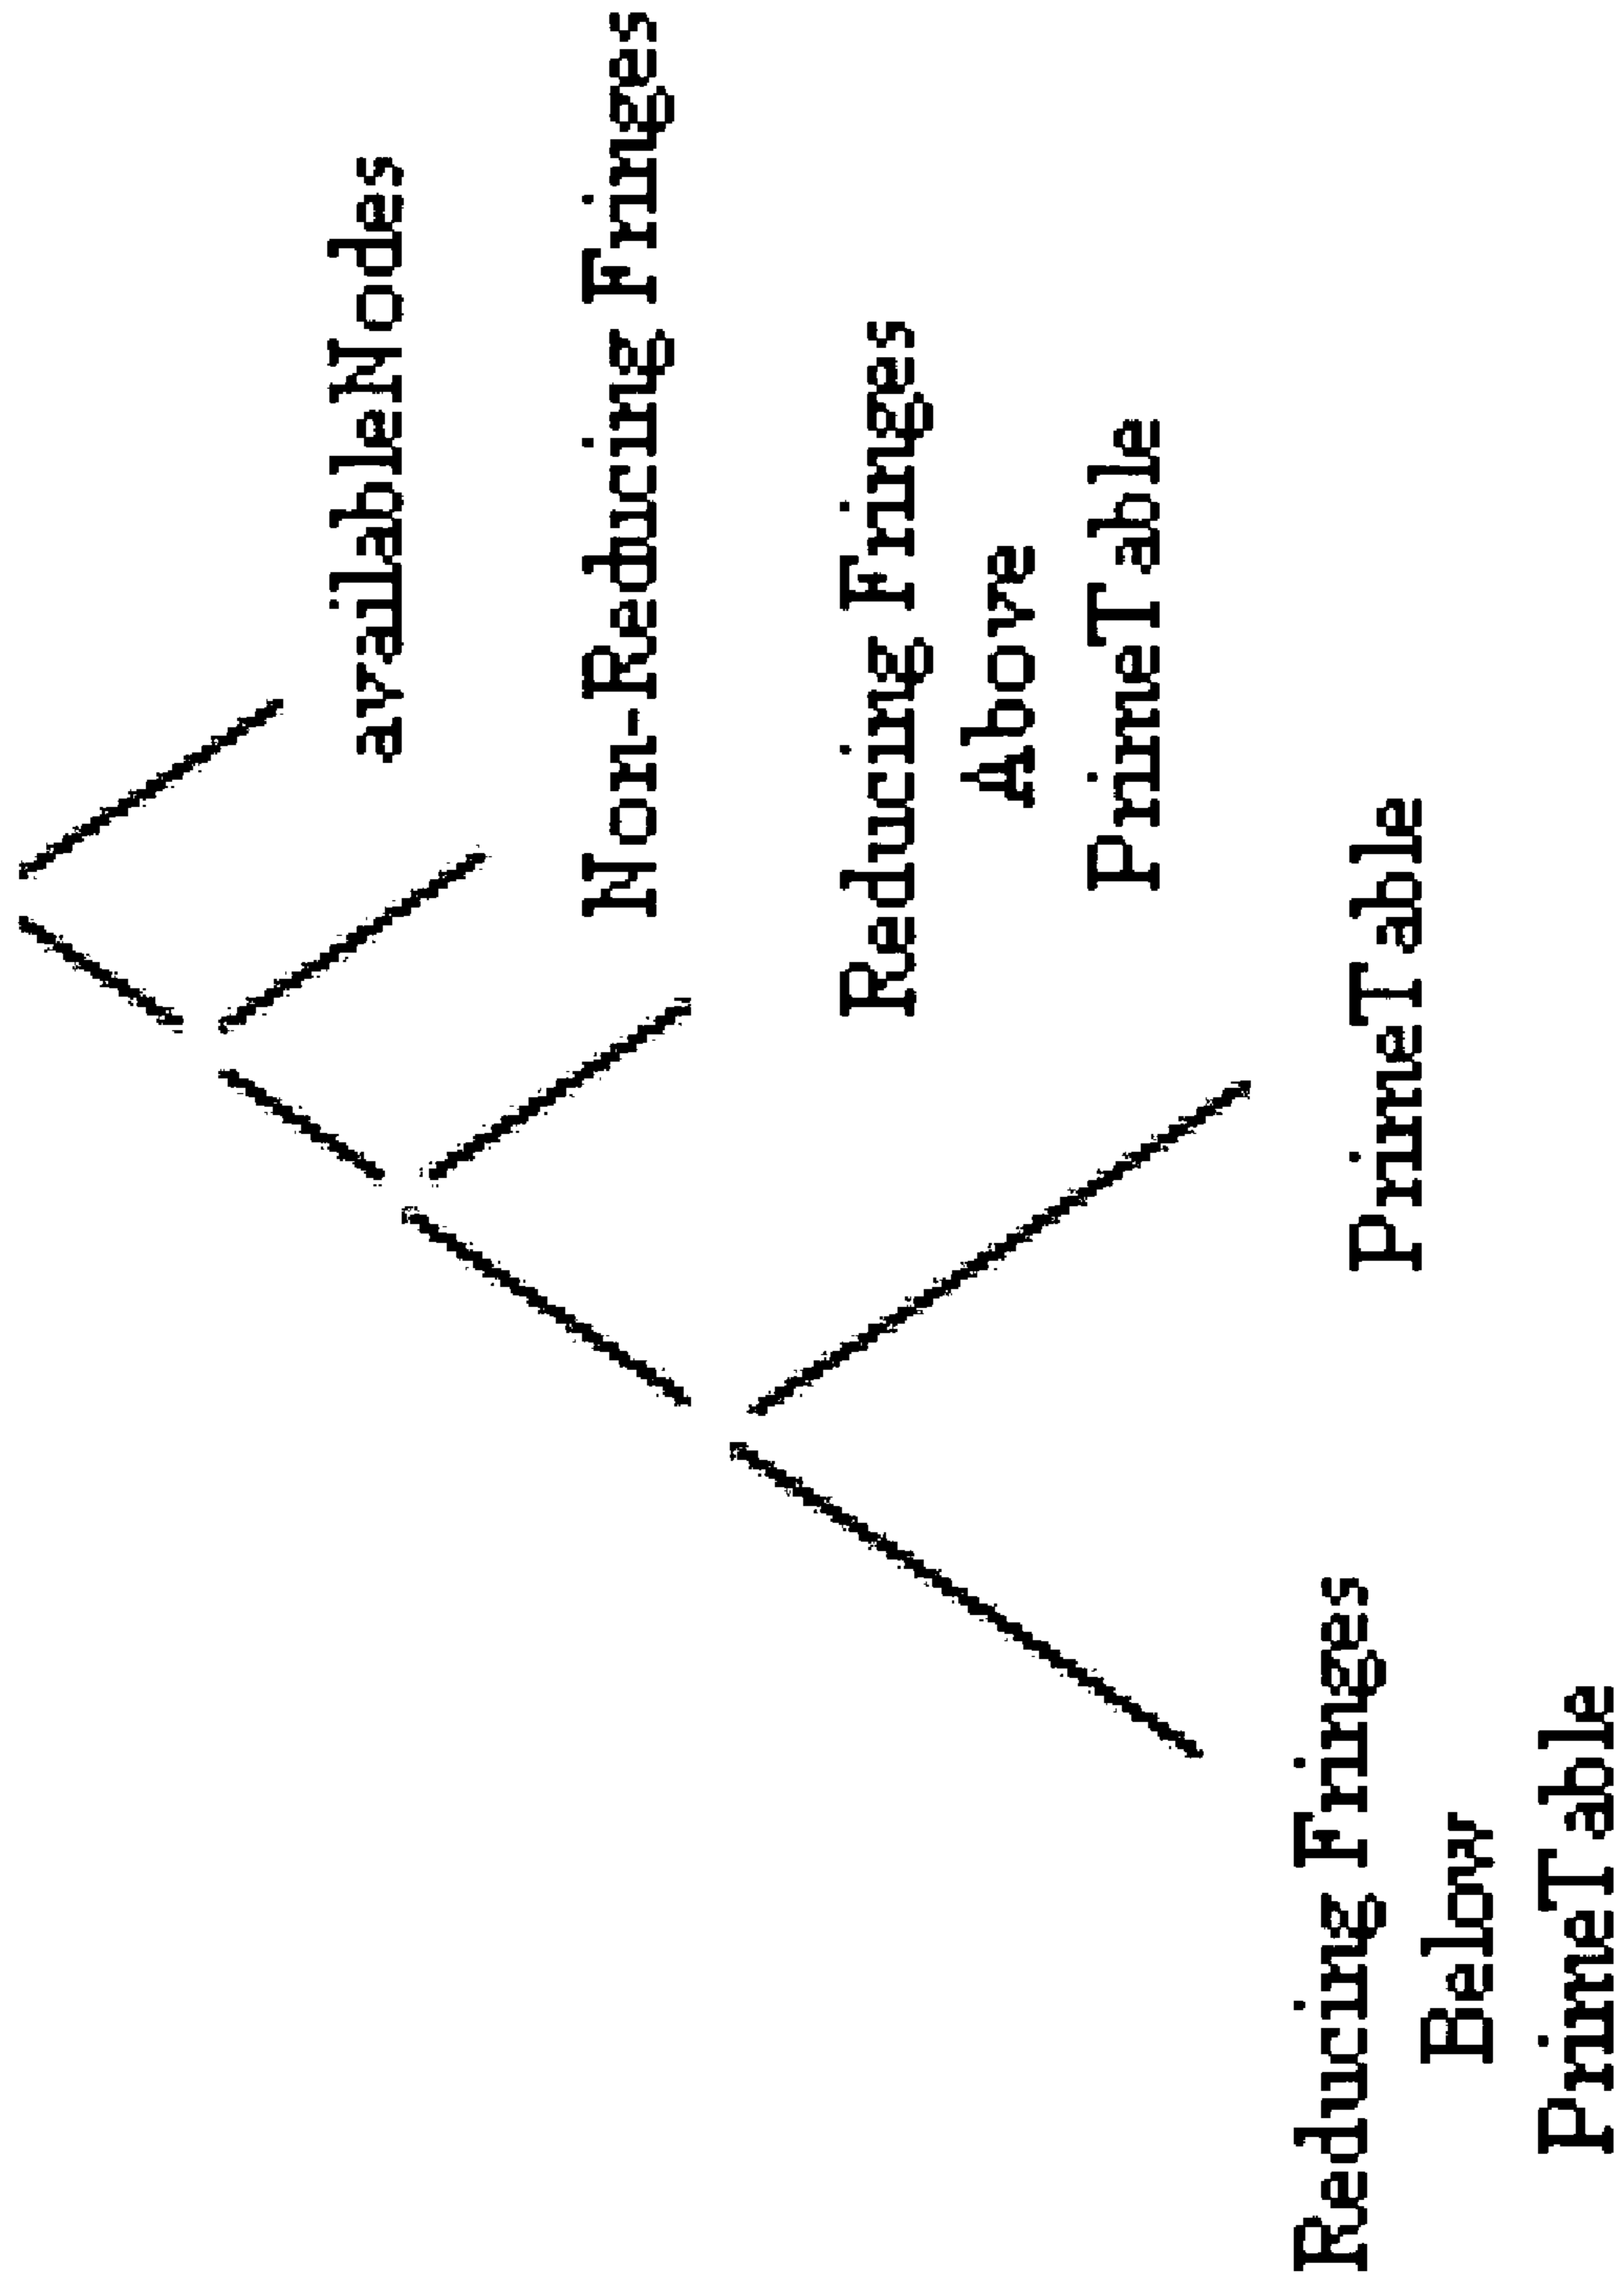 availableNodes
Non-Reducing Fringes
Reducing Fringes
Above
PrimeTable
PrimeTable
Reducing Fringes
Below
PrimeTable